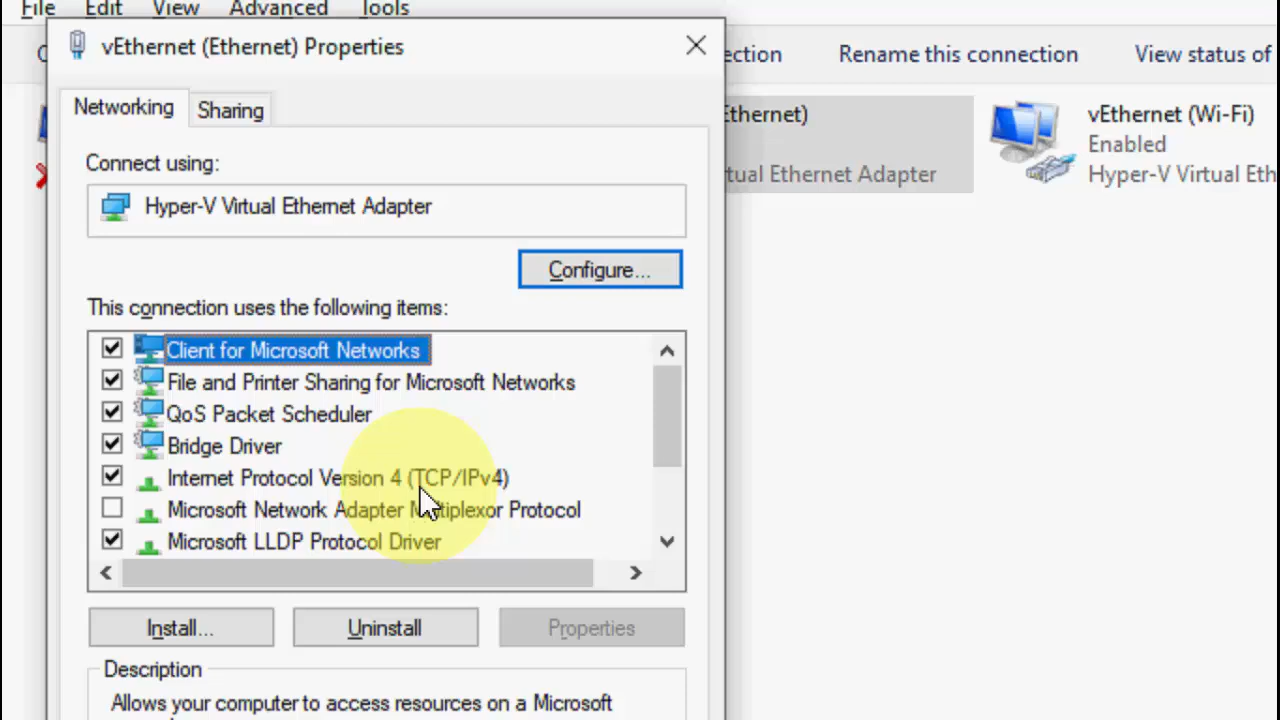 File Edit View Advanced Tools
vEthernet (Ethernet) Properties
Rename this connection
View status of
Networking
Sharing
Connect using:
Hyper-V Virtual Ethernet Adapter
Configure...
This connection uses the following items:
Client for Microsoft Networks
File and Printer Sharing for Microsoft Networks
QoS Packet Scheduler
Bridge Driver
Internet Protocol Version 4 (TCP/IPv4)
Microsoft Network Adapter Multiplexor Protocol
Microsoft LLDP Protocol Driver
Install...
Uninstall
Properties
Description
Allows your computer to access resources on a Microsoft
Ethernet Adapter
vEthernet (Wi-Fi)
Enabled
Hyper-V Virtual